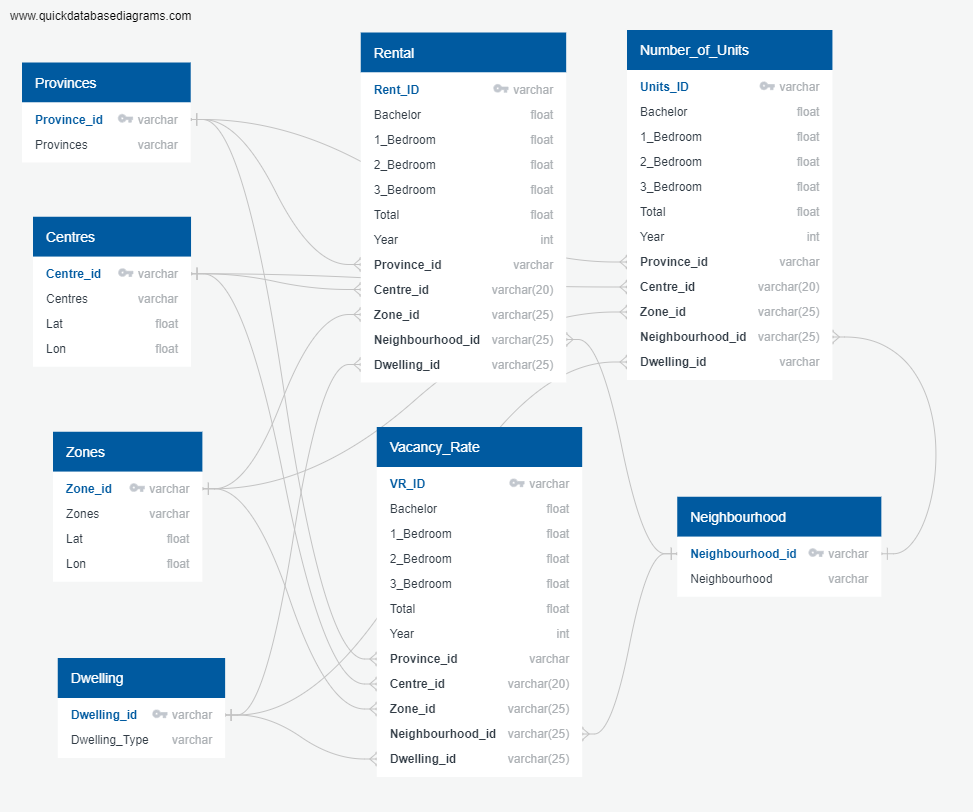 www.quickdatabasediagrams.com
Provinces
Province_id varchar
Provinces varchar
Centres
Centre_id varchar
Centres varchar
Lat float
Lon float
Zones
Zone_id varchar
Zones varchar
Lat float
Lon float
Dwelling
Dwelling_id varchar
Dwelling_Type varchar
Rental
Rent_ID varchar
Bachelor float
1_Bedroom float
2_Bedroom float
3_Bedroom float
Total float
Year int
Province_id varchar
Centre_id varchar(20)
Zone_id varchar(25)
Neighbourhood_id varchar(25)
Dwelling_id varchar(25)
Vacancy_Rate
VR_ID varchar
Bachelor float
1_Bedroom float
2_Bedroom float
3_Bedroom float
Total float
Year int
Province_id varchar
Centre_id varchar(20)
Zone_id varchar(25)
Neighbourhood_id varchar(25)
Dwelling_id varchar(25)
Number_of_Units
Units_ID varchar
Bachelor float
1_Bedroom float
2_Bedroom float
3_Bedroom float
Total float
Year int
Province_id varchar
Centre_id varchar(20)
Zone_id varchar(25)
Neighbourhood_id varchar(25)
Dwelling_id varchar
Neighbourhood
Neighbourhood_id varchar
Neighbourhood varchar